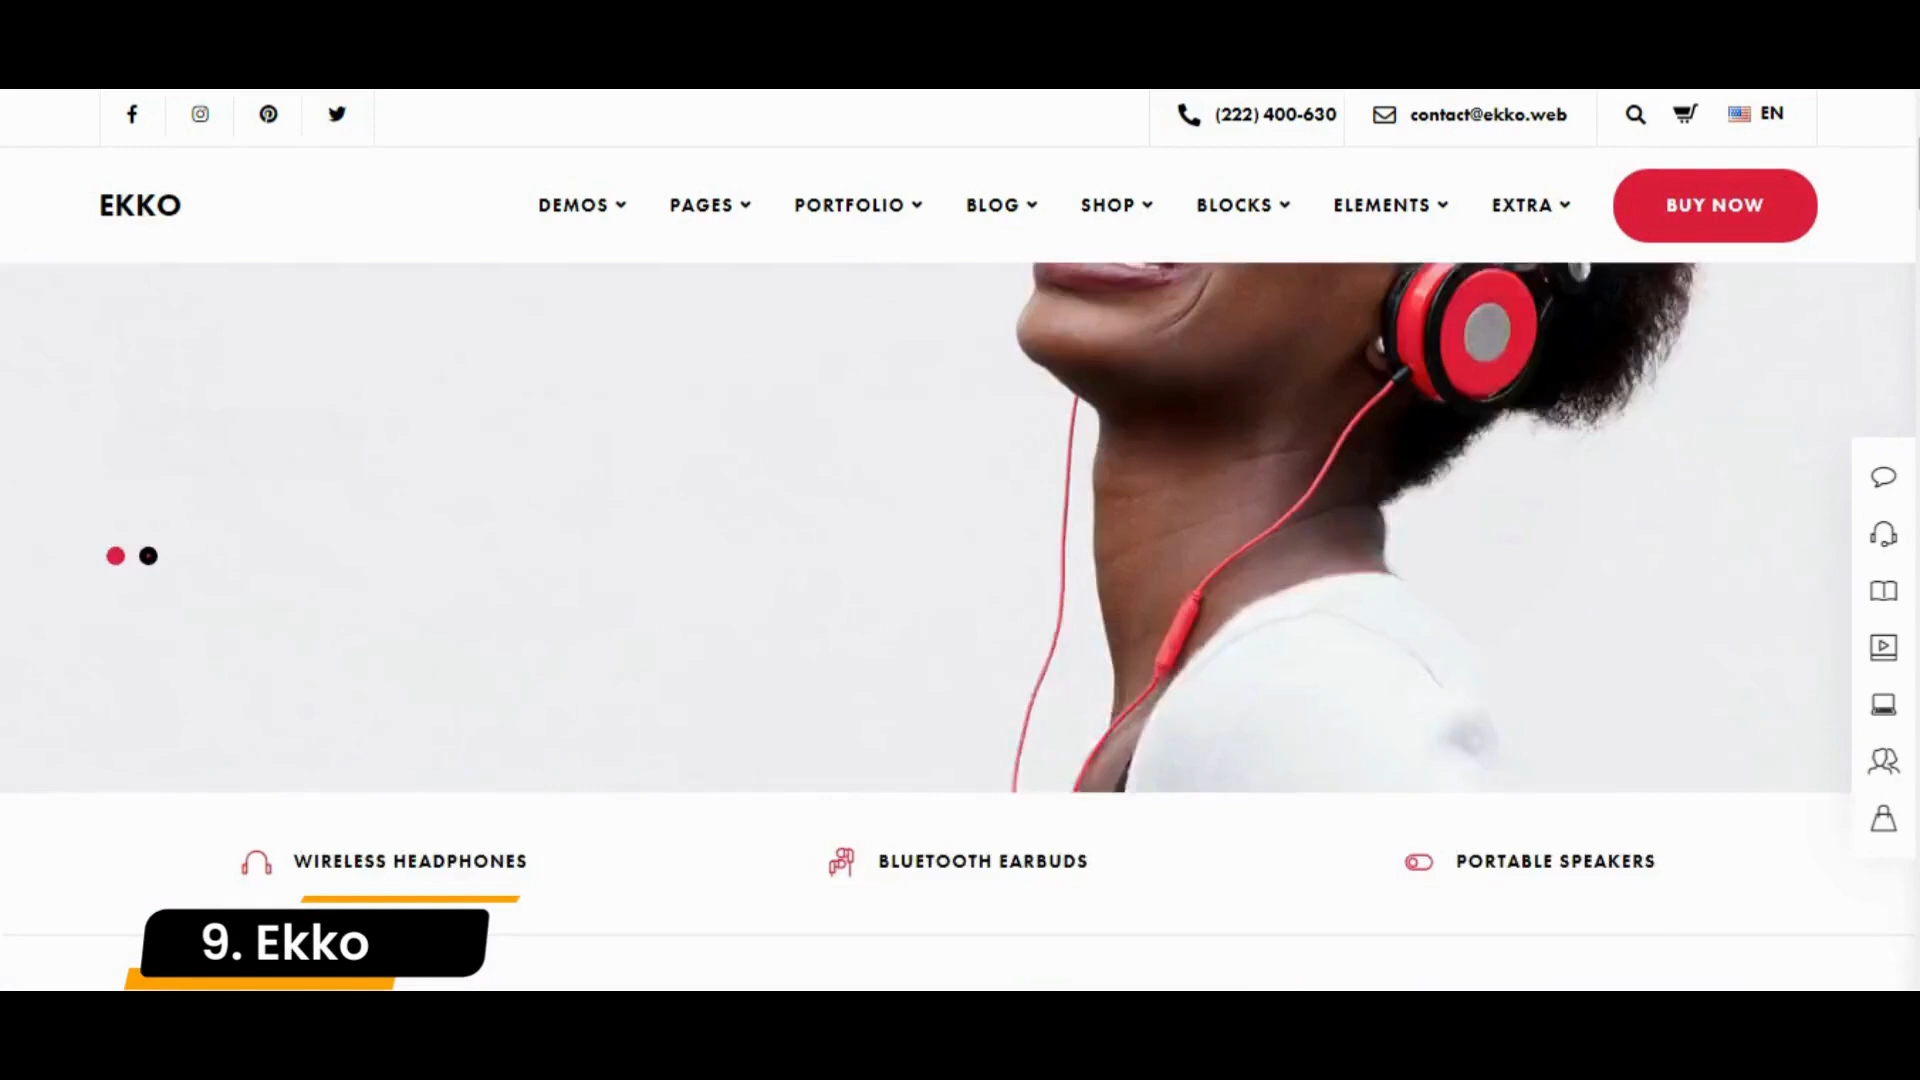 (222) 400-630 contact@ekko.web EN
EKKO DEMOS PAGES PORTFOLIO BLOG SHOP BLOCKS ELEMENTS EXTRA BUY NOW
WIRELESS HEADPHONES BLUETOOTH EARBUDS PORTABLE SPEAKERS
9. Ekko